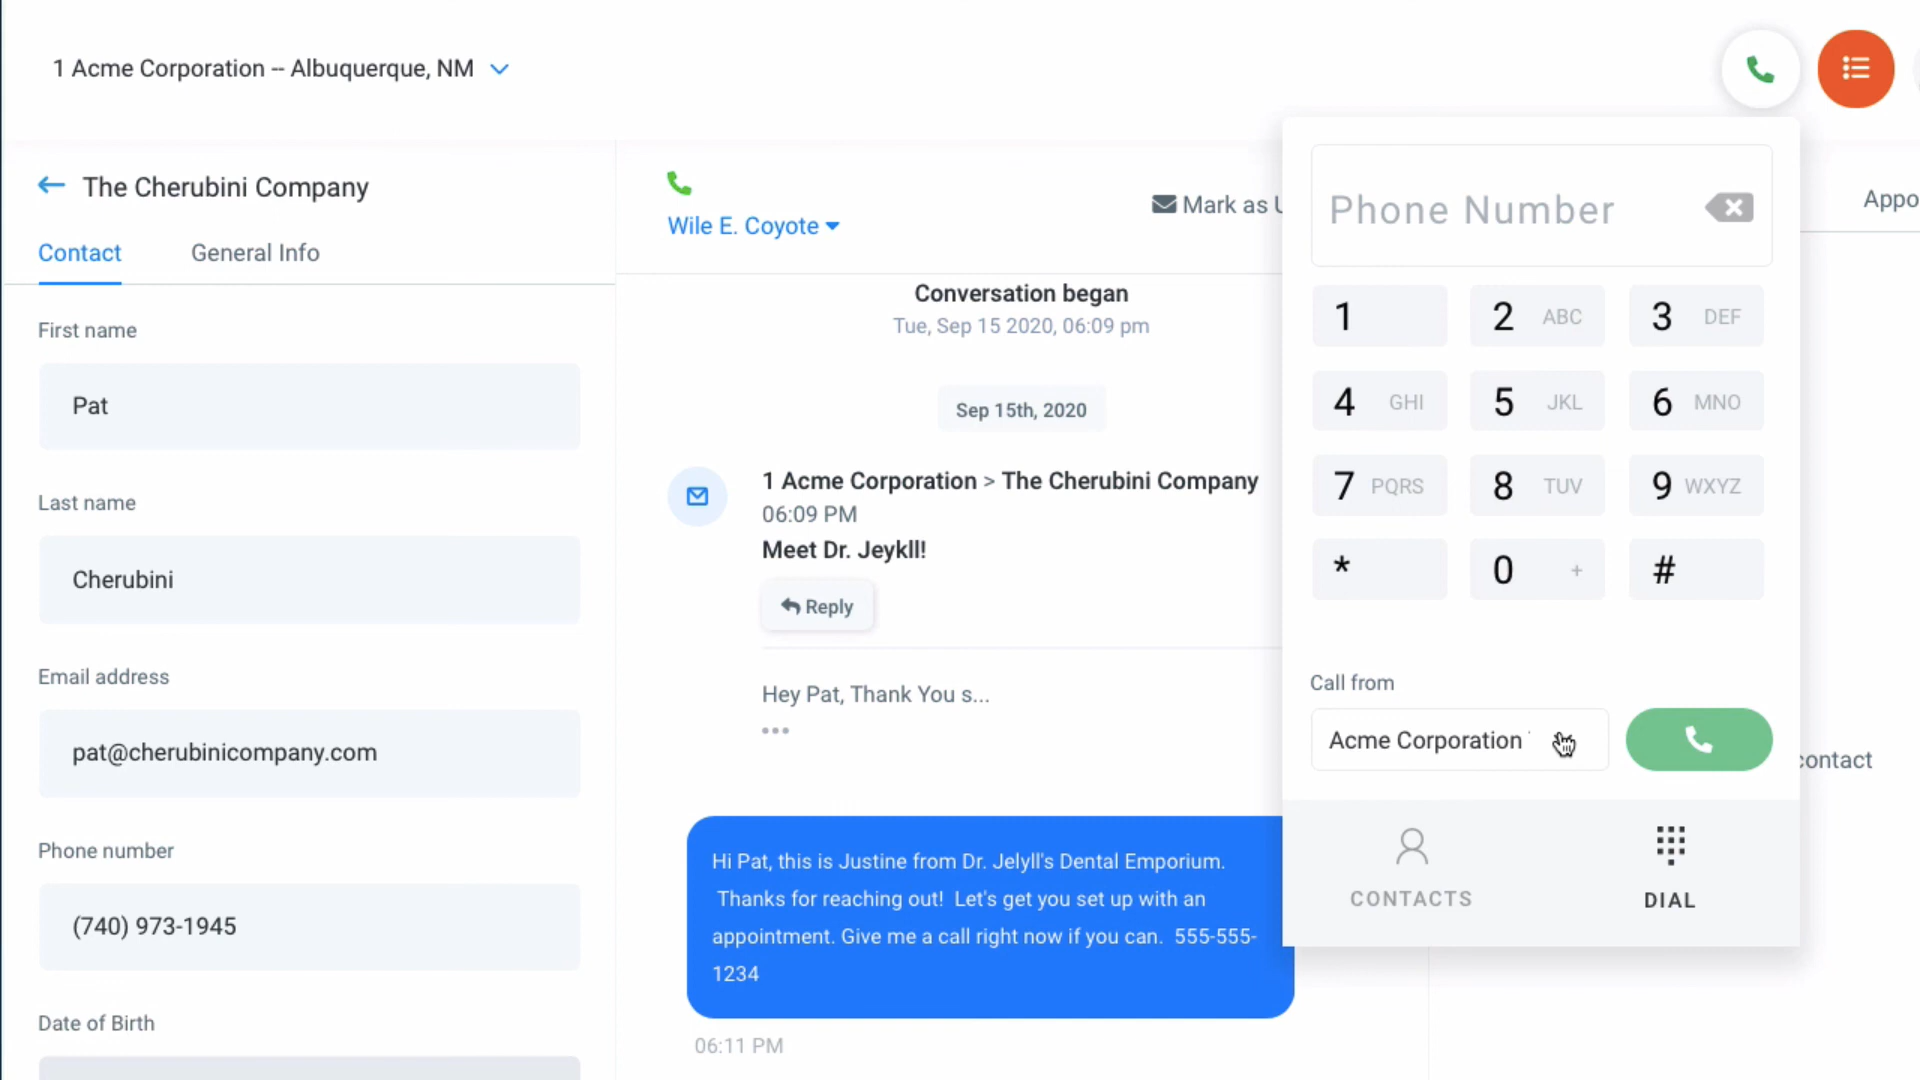 1 Acme Corporation -- Albuquerque, NM
The Cherubini Company
Contact
General Info
First name
Pat
Last name
Cherubini
Email address
pat@cherubinicompany.com
Phone number
(740) 973-1945
Date of Birth
Wile E. Coyote
Mark as U
Conversation began
Tue, Sep 15 2020, 06:09 pm
Sep 15th, 2020
1 Acme Corporation > The Cherubini Company
06:09 PM
Meet Dr. Jeykll!
Reply
Hey Pat, Thank You s...
Hi Pat, this is Justine from Dr. Jelyll's Dental Emporium.
Thanks for reaching out! Let's get you set up with an
appointment. Give me a call right now if you can. 555-555-
1234
06:11 PM
Phone Number
1
2 ABC
3 DEF
4 GHI
5 JKL
6 MNO
7 PQRS
8 TUV
9 WXYZ
*
0 +
#
Call from
Acme Corporation
CONTACTS
DIAL
Appo
contact